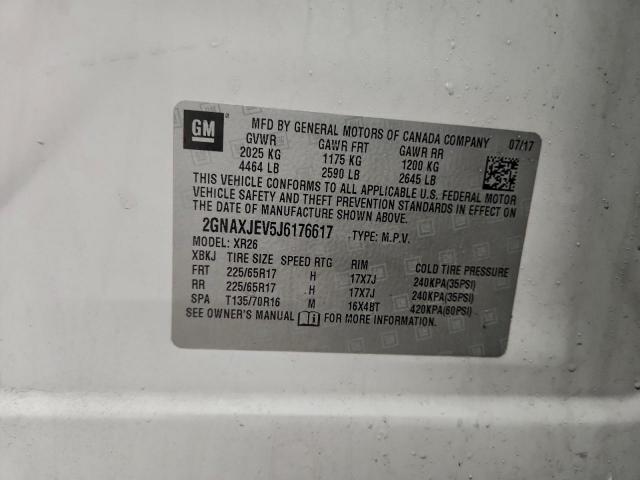 GM
MFD BY GENERAL MOTORS OF CANADA COMPANY 07/17
GVWR GAWR FRT GAWR RR
2025 KG 1175 KG 1200 KG
4464 LB 2590 LB 2645 LB
THIS VEHICLE CONFORMS TO ALL APPLICABLE U.S. FEDERAL MOTOR
VEHICLE SAFETY AND THEFT PREVENTION STANDARDS IN EFFECT ON
THE DATE OF MANUFACTURE SHOWN ABOVE.
2GNAXJEV5J6176617 TYPE: M.P.V.
MODEL: XR26
XBKJ TIRE SIZE SPEED RTG RIM COLD TIRE PRESSURE
FRT 225/65R17 H 17X7J 240KPA(35PSI)
RR 225/65R17 H 17X7J 240KPA(35PSI)
SPA T135/70R16 M 16X4BT 420KPA(60PSI)
SEE OWNER'S MANUAL FOR MORE INFORMATION.